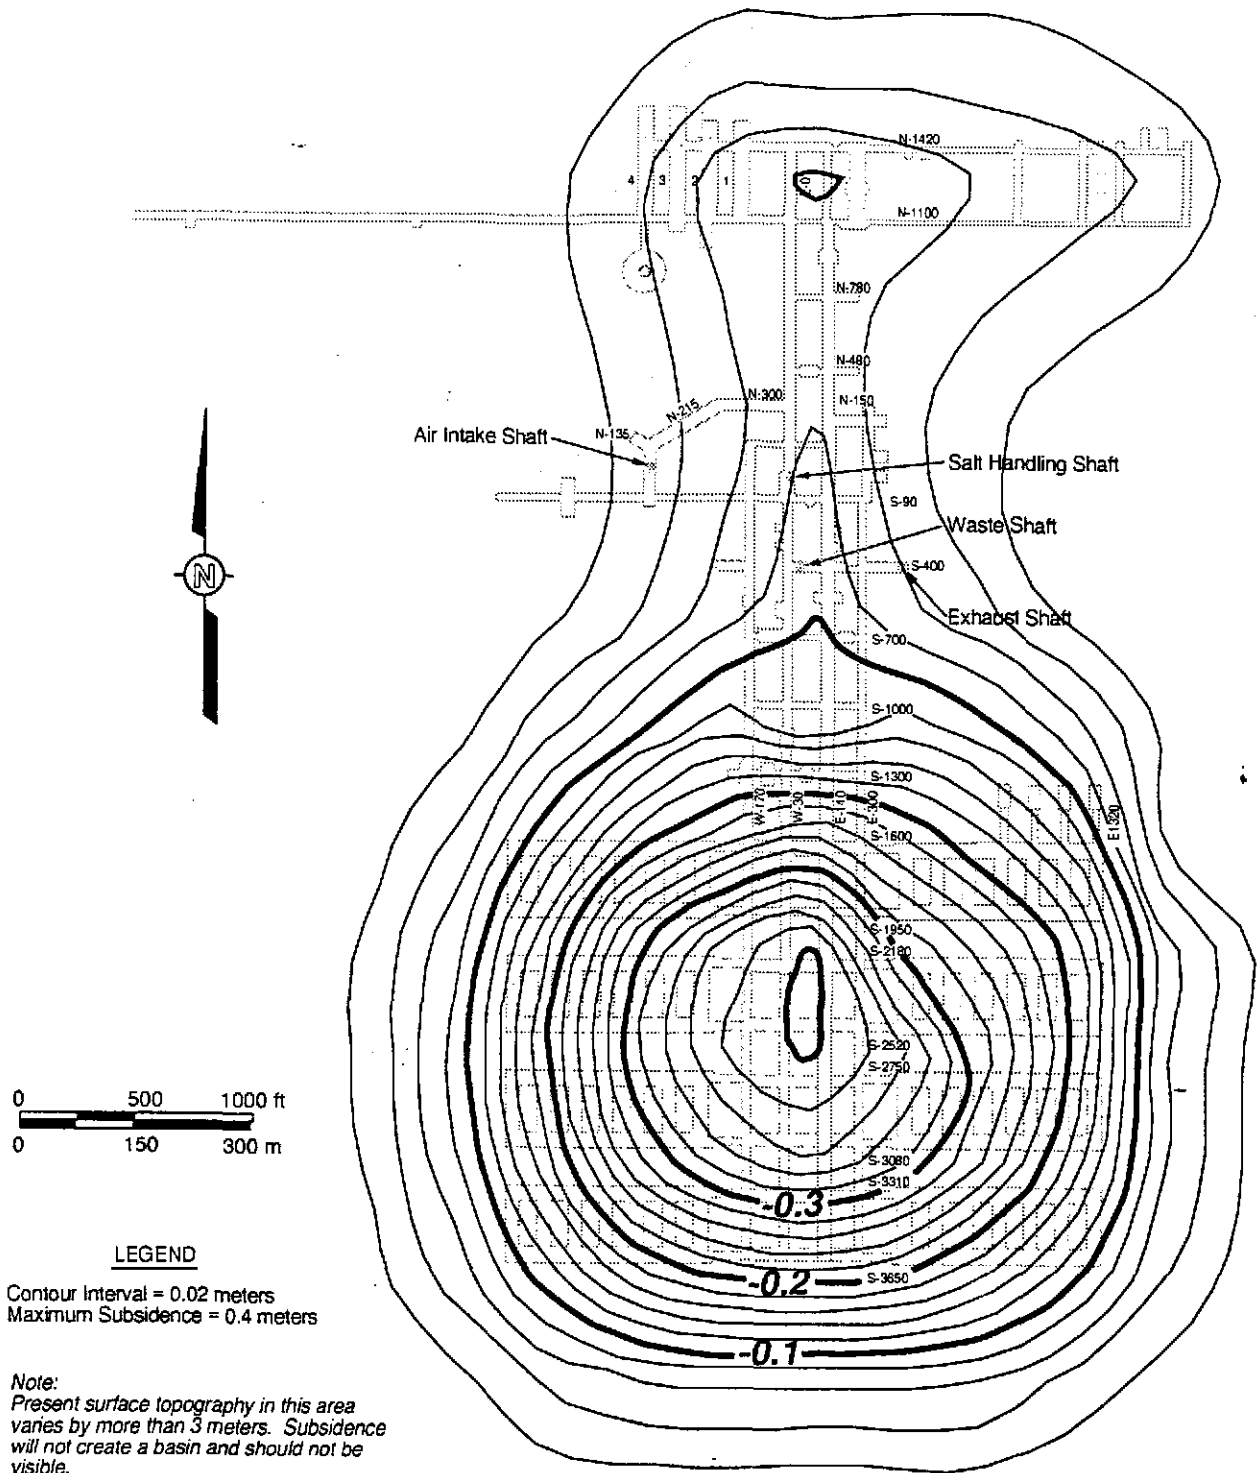 N-1420
4
3
2
1
0
N-1100
N-780
N-480
N-300
N-150
N-215
N-135
Air Intake Shaft
Salt Handling Shaft
S-90
Waste Shaft
N
S-400
Exhaust Shaft
S-700
S-1000
S-1300
W-170
W-30
E-140
E-300
E1320
S-1600
S-1950
S-2180
S-2520
S-2750
0 500 1000 ft
0 150 300 m
S-3080
S-3310
-0.3
LEGEND
-0.2
S-3650
Contour Interval = 0.02 meters
Maximum Subsidence = 0.4 meters
-0.1
Note:
Present surface topography in this area
varies by more than 3 meters. Subsidence
will not create a basin and should not be
visible.